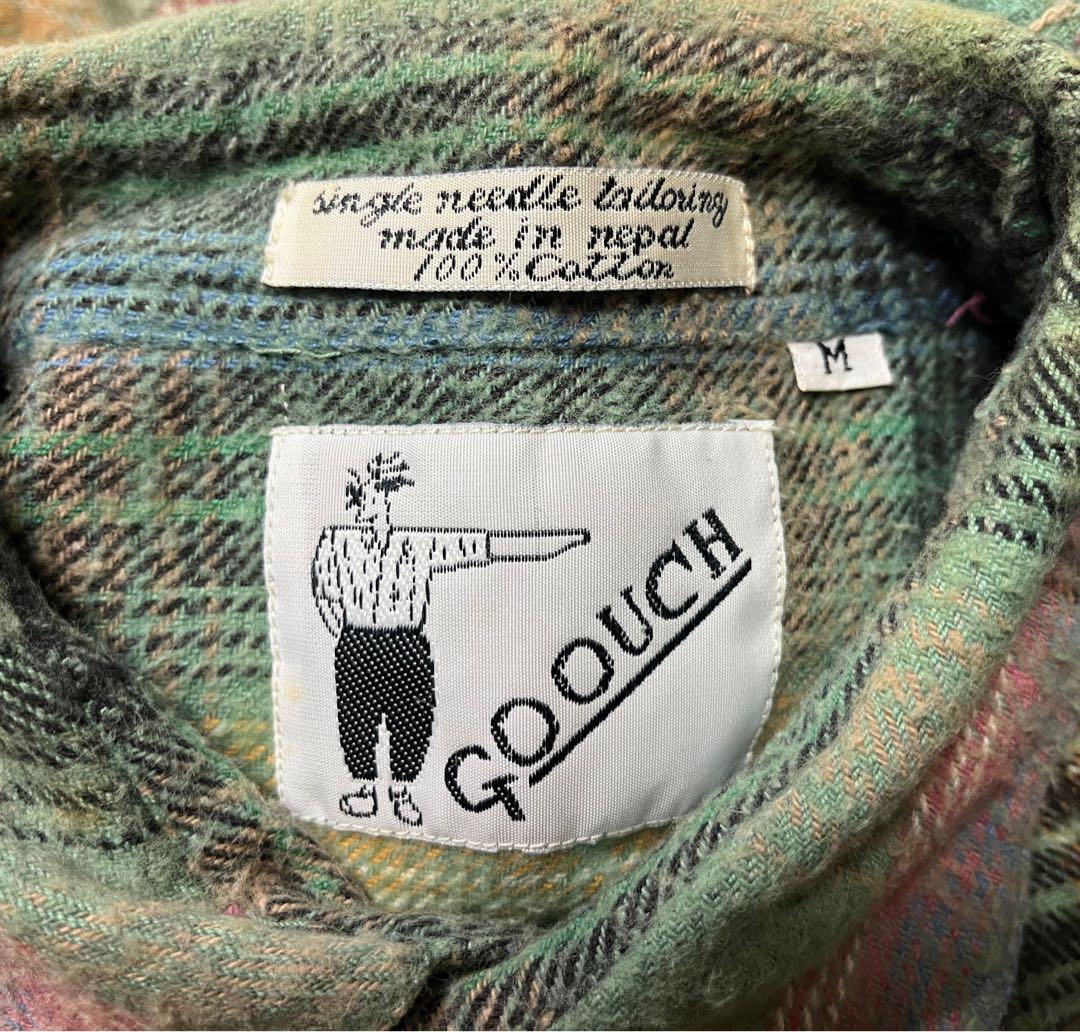 single needle tailoring
made in nepal
100% Cotton
M
GOOUCH